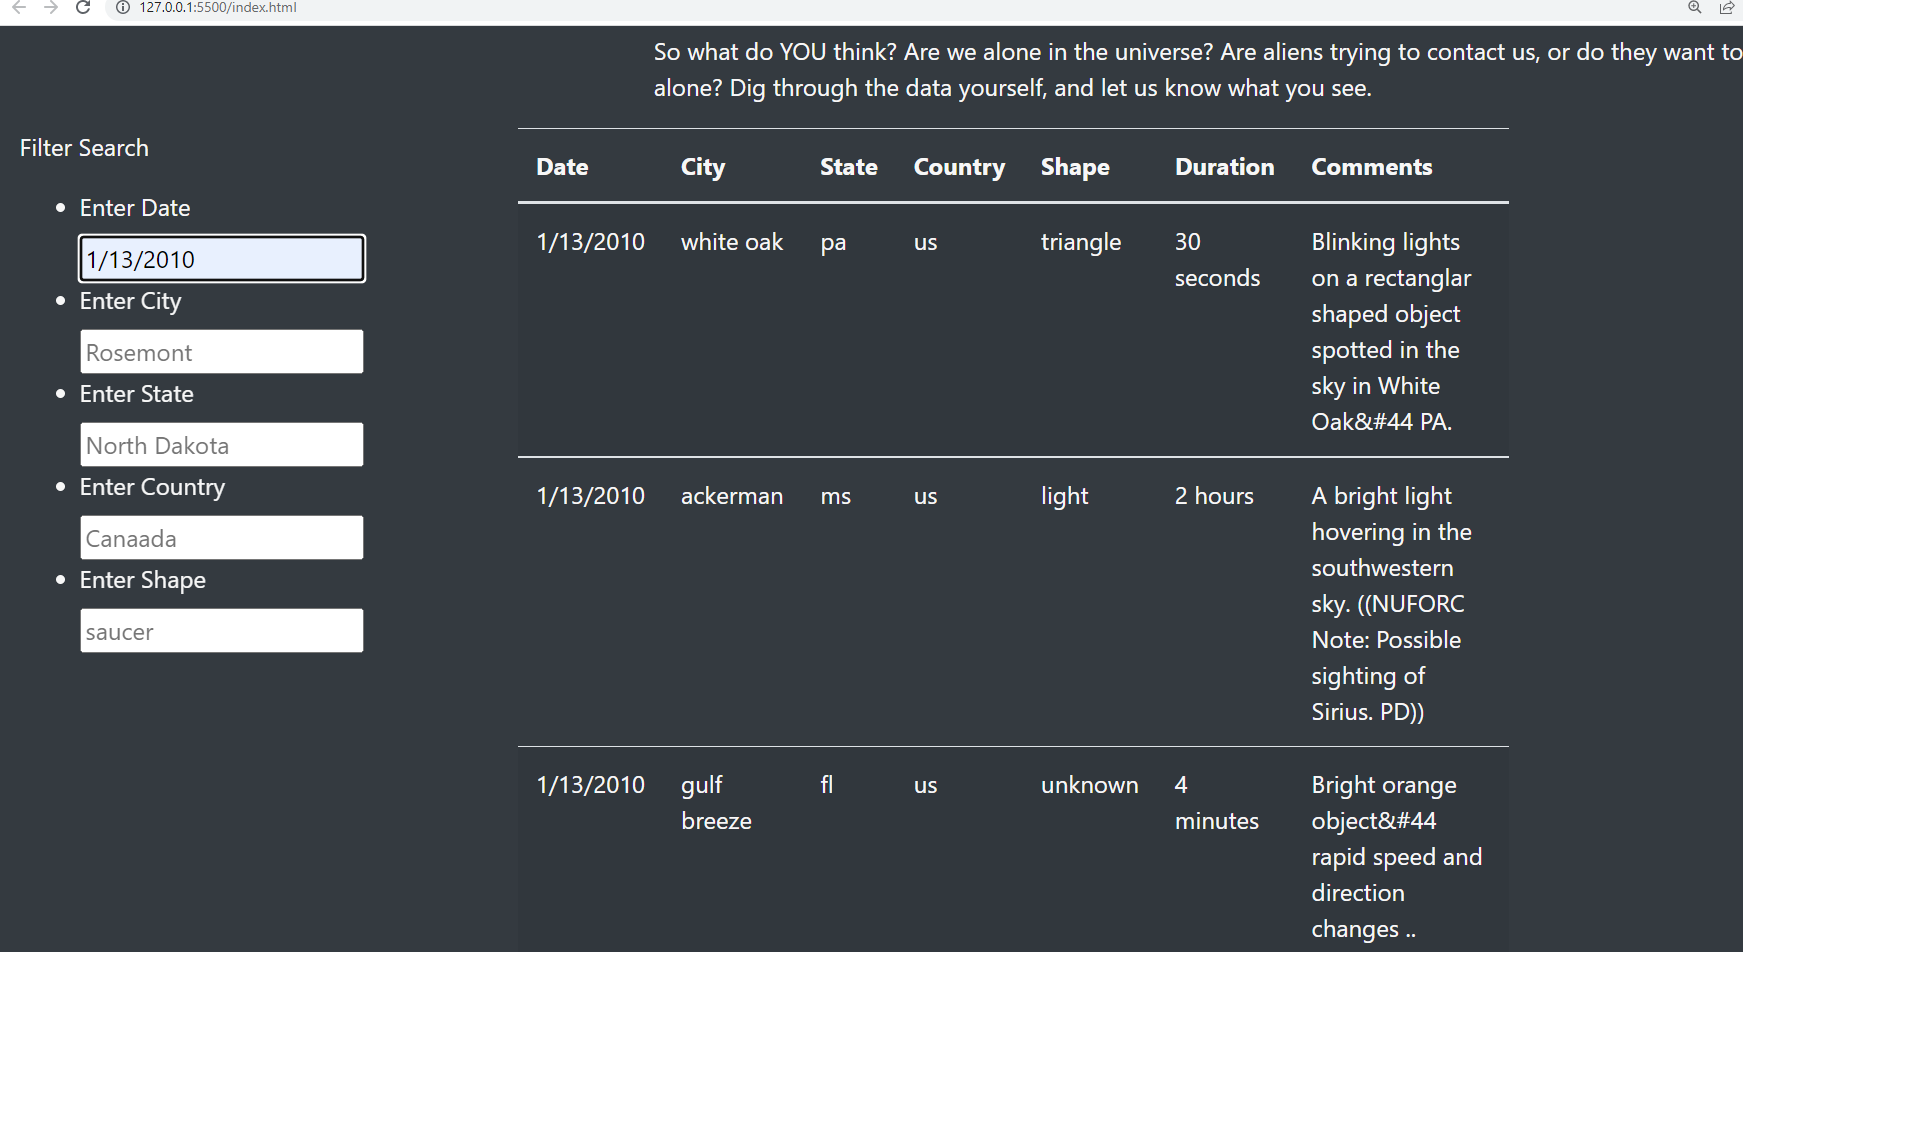 127.0.0.1:5500/index.html
So what do YOU think? Are we alone in the universe? Are aliens trying to contact us, or do they want to
alone? Dig through the data yourself, and let us know what you see.
Filter Search
Enter Date
1/13/2010
Enter City
Rosemont
Enter State
North Dakota
Enter Country
Canaada
Enter Shape
saucer
Date City State Country Shape Duration Comments
1/13/2010 white oak pa us triangle 30 Blinking lights
seconds on a rectanglar
shaped object
spotted in the
sky in White
Oak&#44 PA.
1/13/2010 ackerman ms us light 2 hours A bright light
hovering in the
southwestern
sky. ((NUFORC
Note: Possible
sighting of
Sirius. PD))
1/13/2010 gulf fl us unknown 4 Bright orange
breeze minutes object&#44
rapid speed and
direction
changes ..